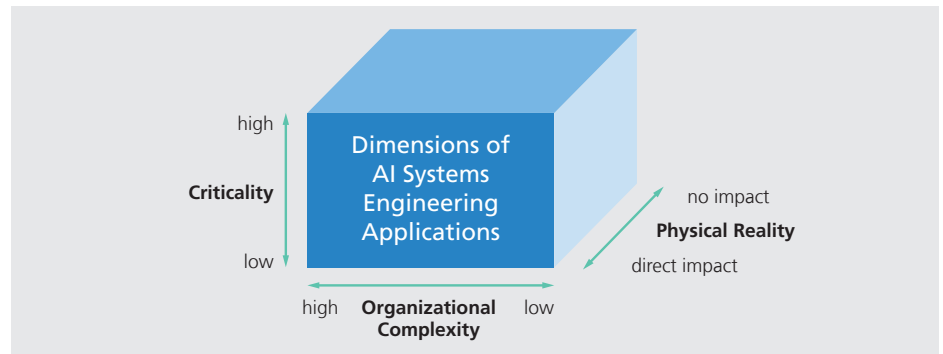 high
Dimensions of
AI Systems
Engineering
Applications
Criticality
low
no impact
Physical Reality
direct impact
high Organizational low
Complexity